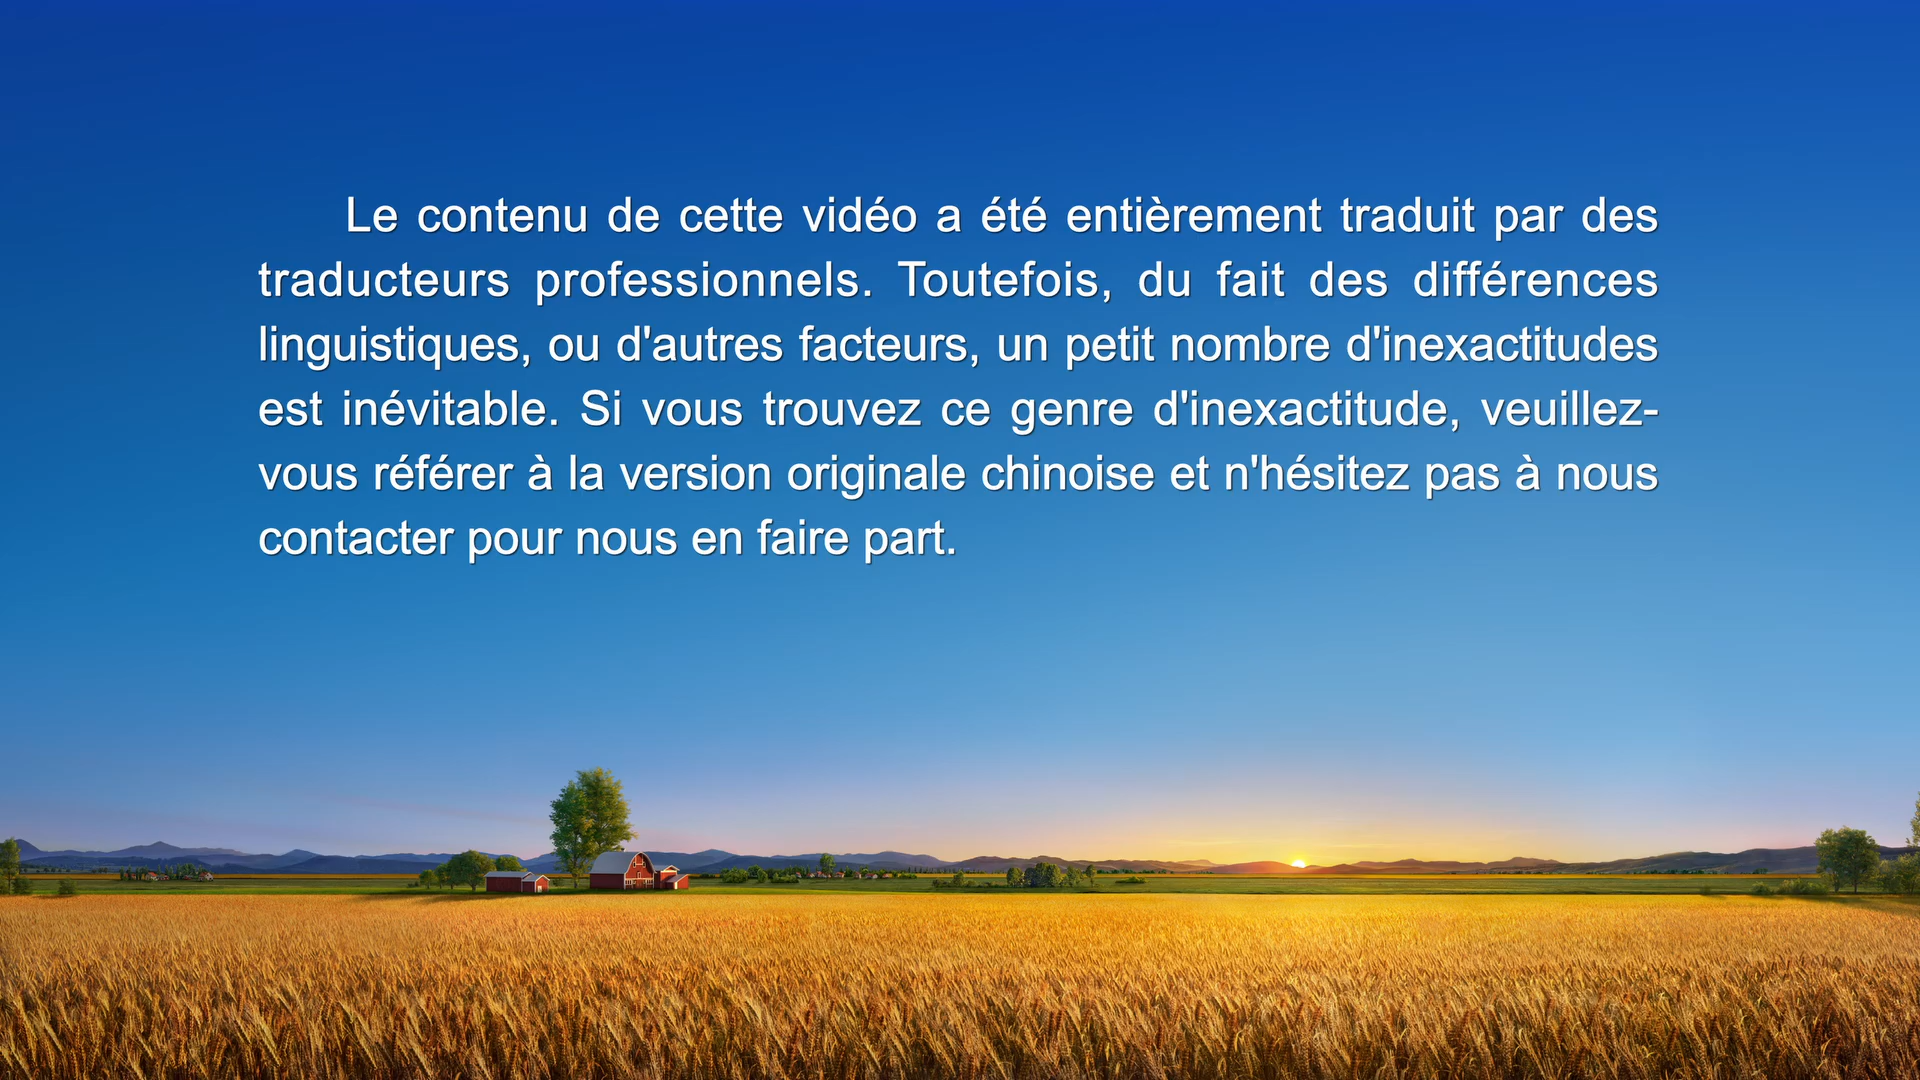 Le contenu de cette vidéo a été entièrement traduit par des
traducteurs professionnels. Toutefois, du fait des différences
linguistiques, ou d'autres facteurs, un petit nombre d'inexactitudes
est inévitable. Si vous trouvez ce genre d'inexactitude, veuillez-
vous référer à la version originale chinoise et n'hésitez pas à nous
contacter pour nous en faire part.